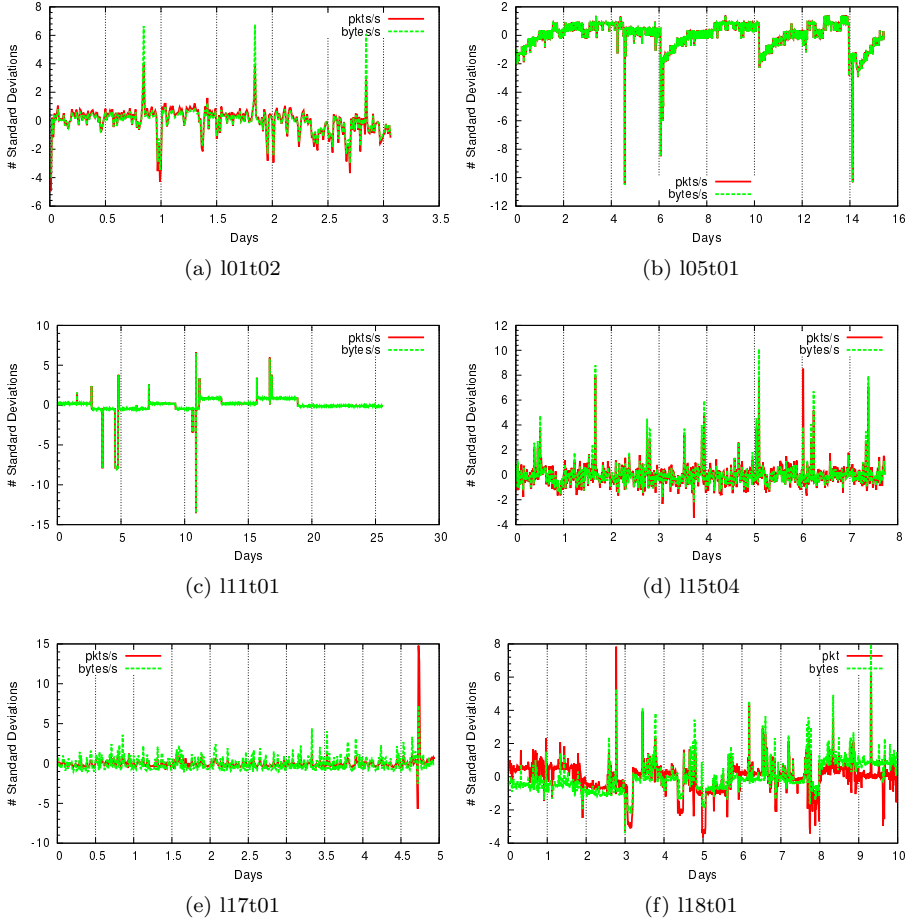 8
6
4
2
0
-2
-4
-6
# Standard Deviations
pkts/s
bytes/s
0 0.5 1 1.5 2 2.5 3 3.5
Days
(a) l01t02
2
0
-2
-4
-6
-8
-10
-12
# Standard Deviations
pkts/s
bytes/s
0 2 4 6 8 10 12 14 16
Days
(b) l05t01
10
5
0
-5
-10
-15
# Standard Deviations
pkts/s
bytes/s
0 5 10 15 20 25 30
Days
(c) l11t01
12
10
8
6
4
2
0
-2
-4
# Standard Deviations
pkts/s
bytes/s
0 1 2 3 4 5 6 7 8
Days
(d) l15t04
15
10
5
0
-5
-10
# Standard Deviations
pkts/s
bytes/s
0 0.5 1 1.5 2 2.5 3 3.5 4 4.5 5
Days
(e) l17t01
8
6
4
2
0
-2
-4
# Standard Deviations
pkt
bytes
0 1 2 3 4 5 6 7 8 9 10
Days
(f) l18t01